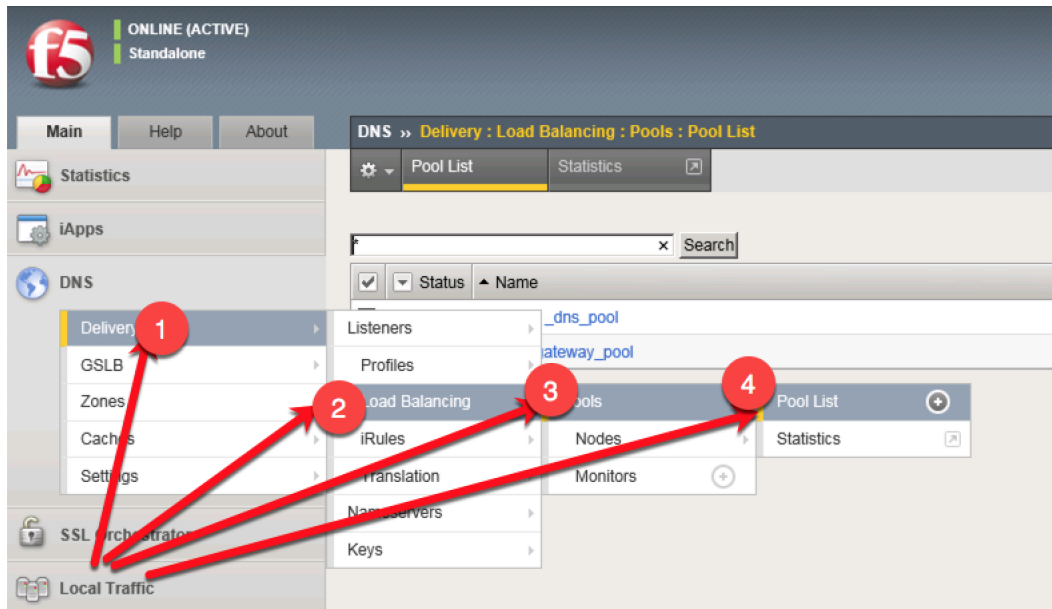 f5
ONLINE (ACTIVE)
Standalone
Main Help About
DNS » Delivery : Load Balancing : Pools : Pool List
Pool List Statistics
Statistics
iApps
* × Search
DNS
Status Name
_dns_pool
Delivery 1 Listeners
GSLB Profiles
Zones 2 Load Balancing 3 4 Pool List
iRules Nodes Statistics
Settings Translation Monitors
Nameservers
SSL Orchestrator
Keys
Local Traffic